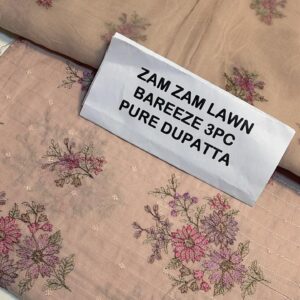 ZAM ZAM LAWN
BAREEZE 3PC
PURE DUPATTA